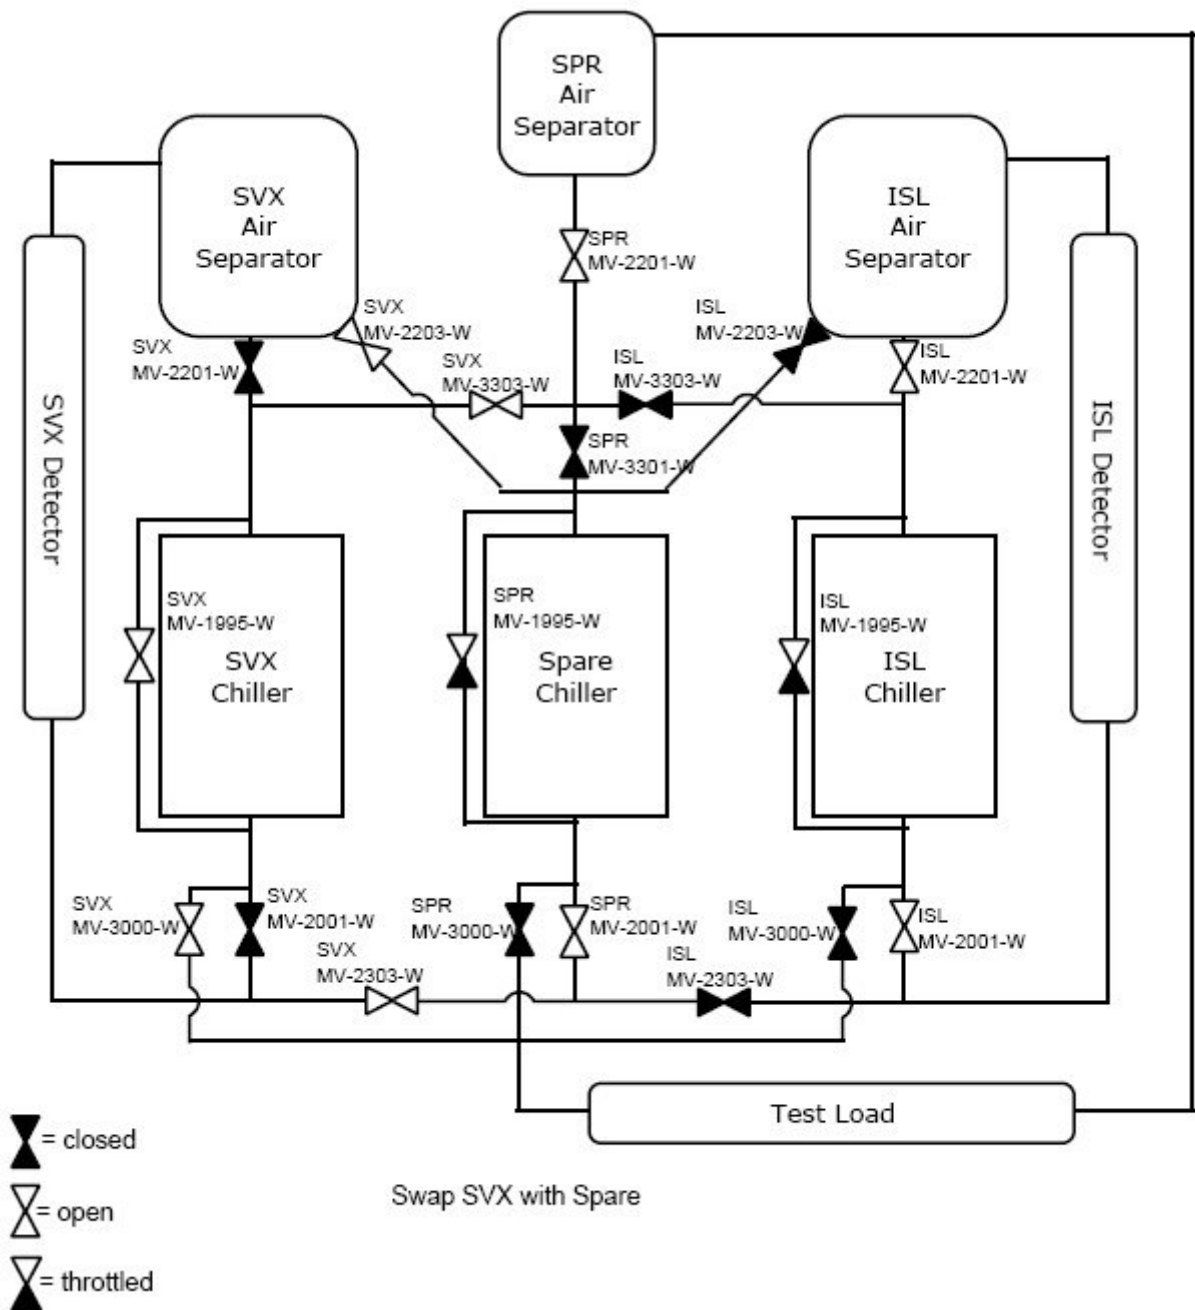 SPR
Air
Separator
SVX
Air
Separator
ISL
Air
Separator
SPR
MV-2201-W
SVX
MV-2203-W
ISL
MV-2203-W
SVX
MV-2201-W
ISL
MV-2201-W
SVX
MV-3303-W
ISL
MV-3303-W
SPR
MV-3301-W
SVX Detector
ISL Detector
SVX
MV-1995-W
SPR
MV-1995-W
ISL
MV-1995-W
SVX
Chiller
Spare
Chiller
ISL
Chiller
SVX
MV-3000-W
SVX
MV-2001-W
SPR
MV-3000-W
SPR
MV-2001-W
ISL
MV-3000-W
ISL
MV-2001-W
SVX
MV-2303-W
ISL
MV-2303-W
Test Load
= closed
= open
= throttled
Swap SVX with Spare